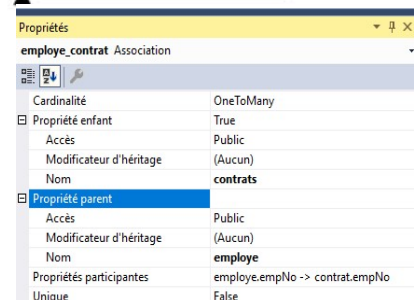 Propriétés
employe_contrat Association
Cardinalité OneToMany
Propriété enfant True
Accès Public
Modificateur d'héritage (Aucun)
Nom contrats
Propriété parent
Accès Public
Modificateur d'héritage (Aucun)
Nom employe
Propriétés participantes employe.empNo -> contrat.empNo
Unique False